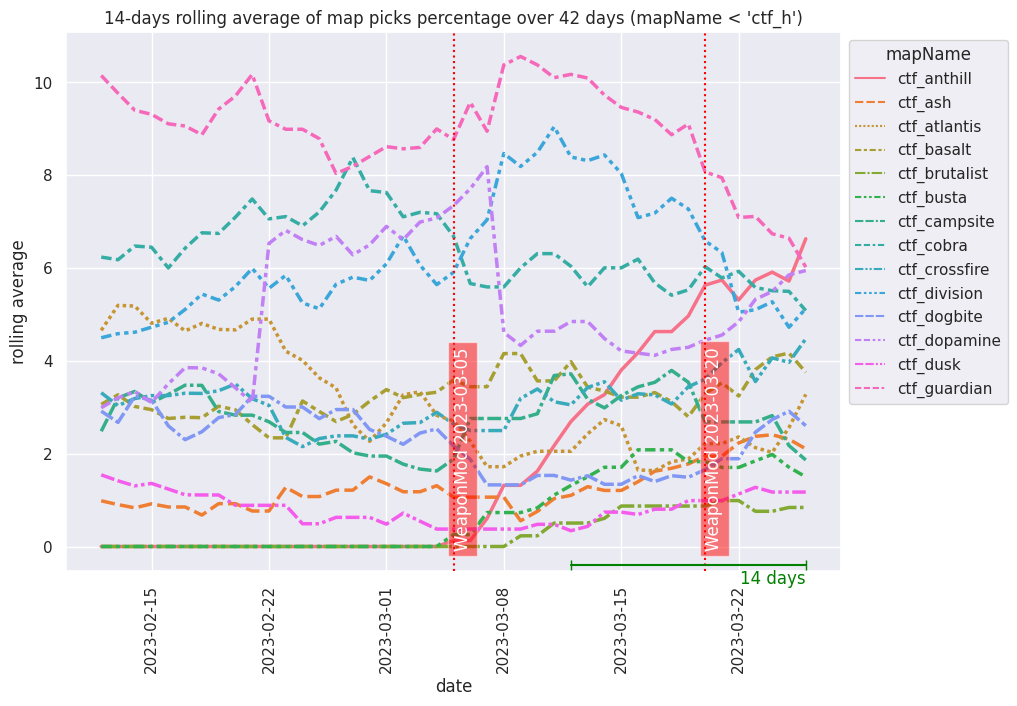 14-days rolling average of map picks percentage over 42 days (mapName < 'ctf_h')
rolling average
10
8
6
4
2
0
WeaponMod 2023-03-05
WeaponMod 2023-03-20
14 days
2023-02-15
2023-02-22
2023-03-01
2023-03-08
2023-03-15
2023-03-22
date
mapName
ctf_anthill
ctf_ash
ctf_atlantis
ctf_basalt
ctf_brutalist
ctf_busta
ctf_campsite
ctf_cobra
ctf_crossfire
ctf_division
ctf_dogbite
ctf_dopamine
ctf_dusk
ctf_guardian